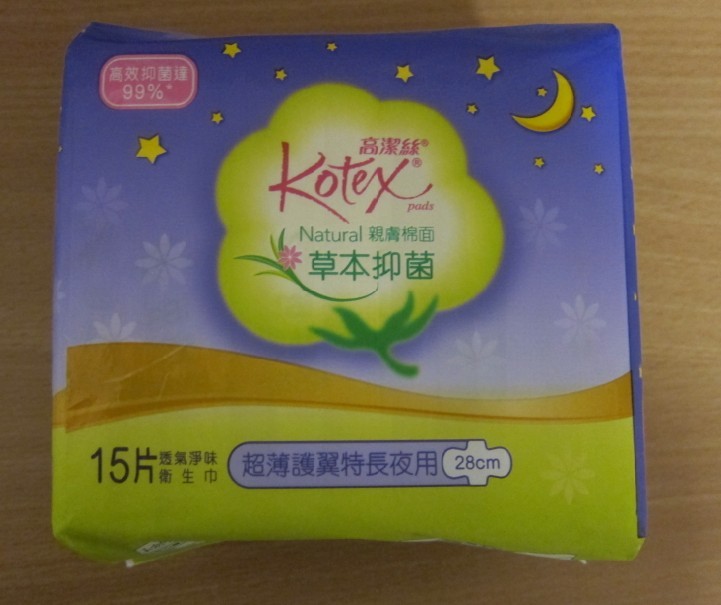 高效抑菌達
99%*
高潔絲®
Kotex®
pads
Natural 親膚棉面
草本抑菌
15片 透氣淨味
衛生巾
超薄護翼特長夜用 28cm